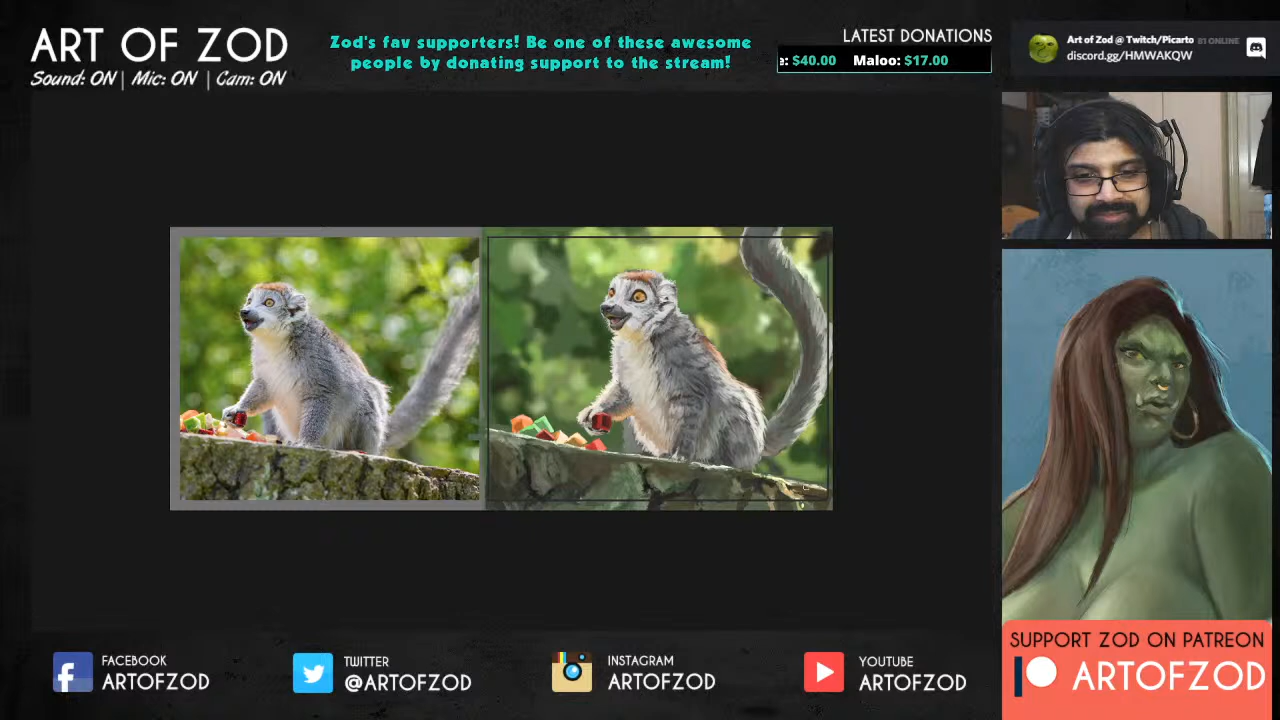 ART OF ZOD
Sound: ON | Mic: ON | Cam: ON
Zod's fav supporters! Be one of these awesome
people by donating support to the stream!
LATEST DONATIONS
e: $40.00 Maloo: $17.00
Art of Zod @ Twitch/Picarto 81 ONLINE
discord.gg/HMWAKQW
FACEBOOK
ARTOFZOD
TWITTER
@ARTOFZOD
INSTAGRAM
ARTOFZOD
YOUTUBE
ARTOFZOD
SUPPORT ZOD ON PATREON
ARTOFZOD